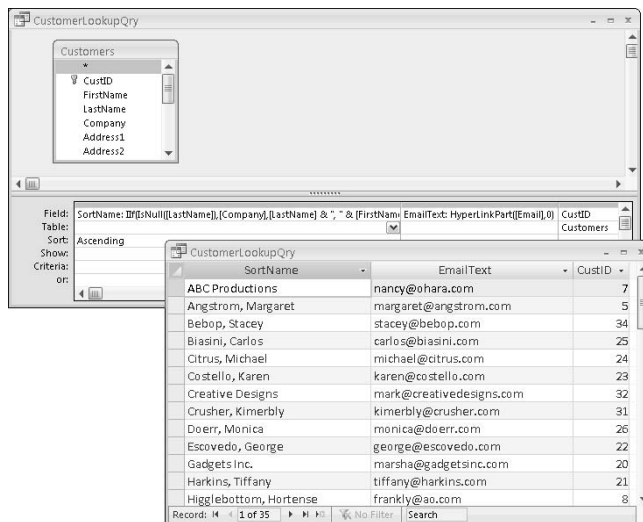 CustomerLookupQry
Customers
*
CustID
FirstName
LastName
Company
Address1
Address2
Field: SortName: IIf(IsNull([LastName]),[Company],[LastName] & ", " & [FirstName EmailText: HyperLinkPart([Email],0) CustID
Table: Customers
Sort: Ascending
Show:
Criteria:
or:
CustomerLookupQry
SortName EmailText CustID
ABC Productions nancy@ohara.com 7
Angstrom, Margaret margaret@angstrom.com 5
Bebop, Stacey stacey@bebop.com 34
Biasini, Carlos carlos@biasini.com 25
Citrus, Michael michael@citrus.com 24
Costello, Karen karen@costello.com 23
Creative Designs mark@creativedesigns.com 32
Crusher, Kimerbly kimerbly@crusher.com 31
Doerr, Monica monica@doerr.com 26
Escovedo, George george@escovedo.com 22
Gadgets Inc. marsha@gadgetsinc.com 20
Harkins, Tiffany tiffany@harkins.com 21
Higglebottom, Hortense frankly@ao.com 8
Record: 1 of 35 No Filter Search